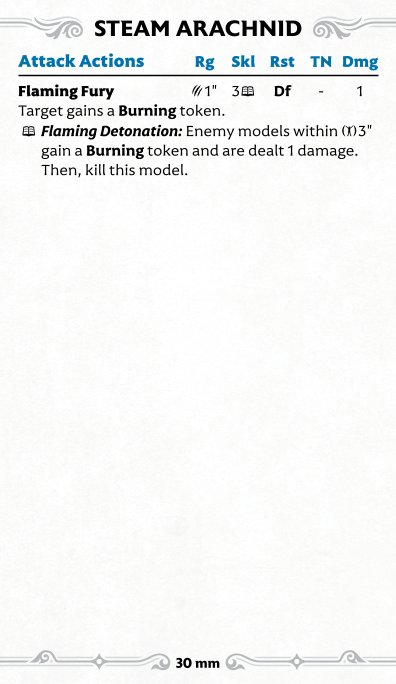 STEAM ARACHNID
Attack Actions Rg Skl Rst TN Dmg
Flaming Fury 1" 3 Df - 1
Target gains a Burning token.
Flaming Detonation: Enemy models within 3"
gain a Burning token and are dealt 1 damage.
Then, kill this model.
30 mm